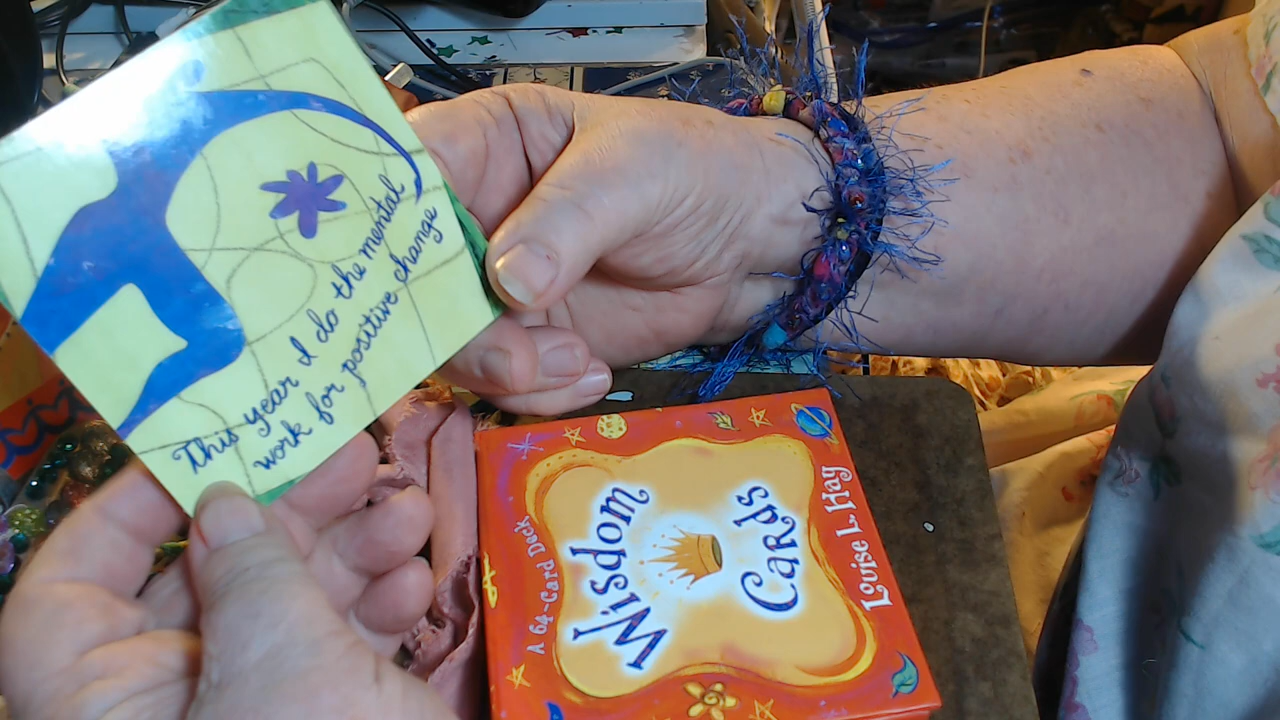 This year I do the mental
work for positive change
A 64-Card Deck
Wisdom
Cards
Louise L. Hay